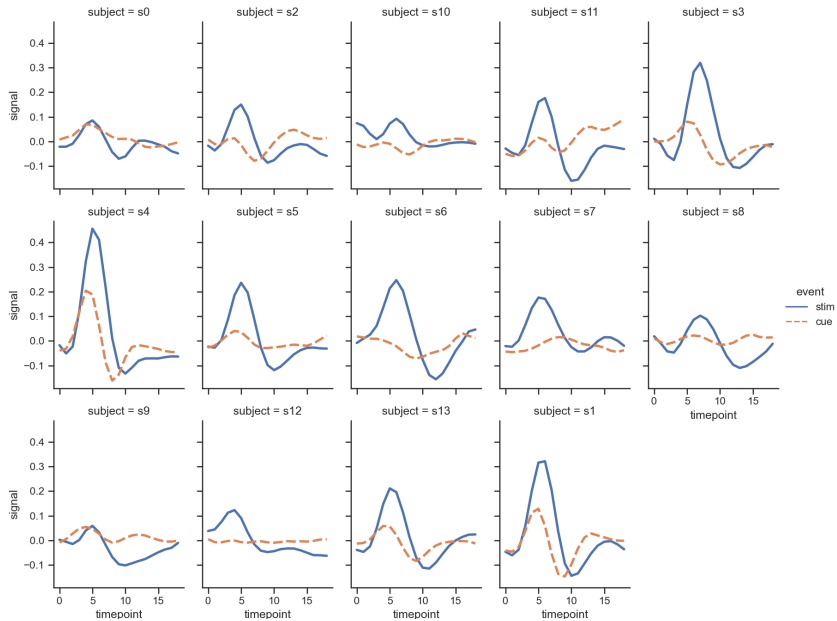 subject = s0 subject = s2 subject = s10 subject = s11 subject = s3
signal
0.4
0.3
0.2
0.1
0.0
−0.1
subject = s4 subject = s5 subject = s6 subject = s7 subject = s8
signal
0.4
0.3
0.2
0.1
0.0
−0.1
event
stim
cue
0 5 10 15
timepoint
subject = s9 subject = s12 subject = s13 subject = s1
signal
0.4
0.3
0.2
0.1
0.0
−0.1
0 5 10 15 0 5 10 15 0 5 10 15 0 5 10 15
timepoint timepoint timepoint timepoint